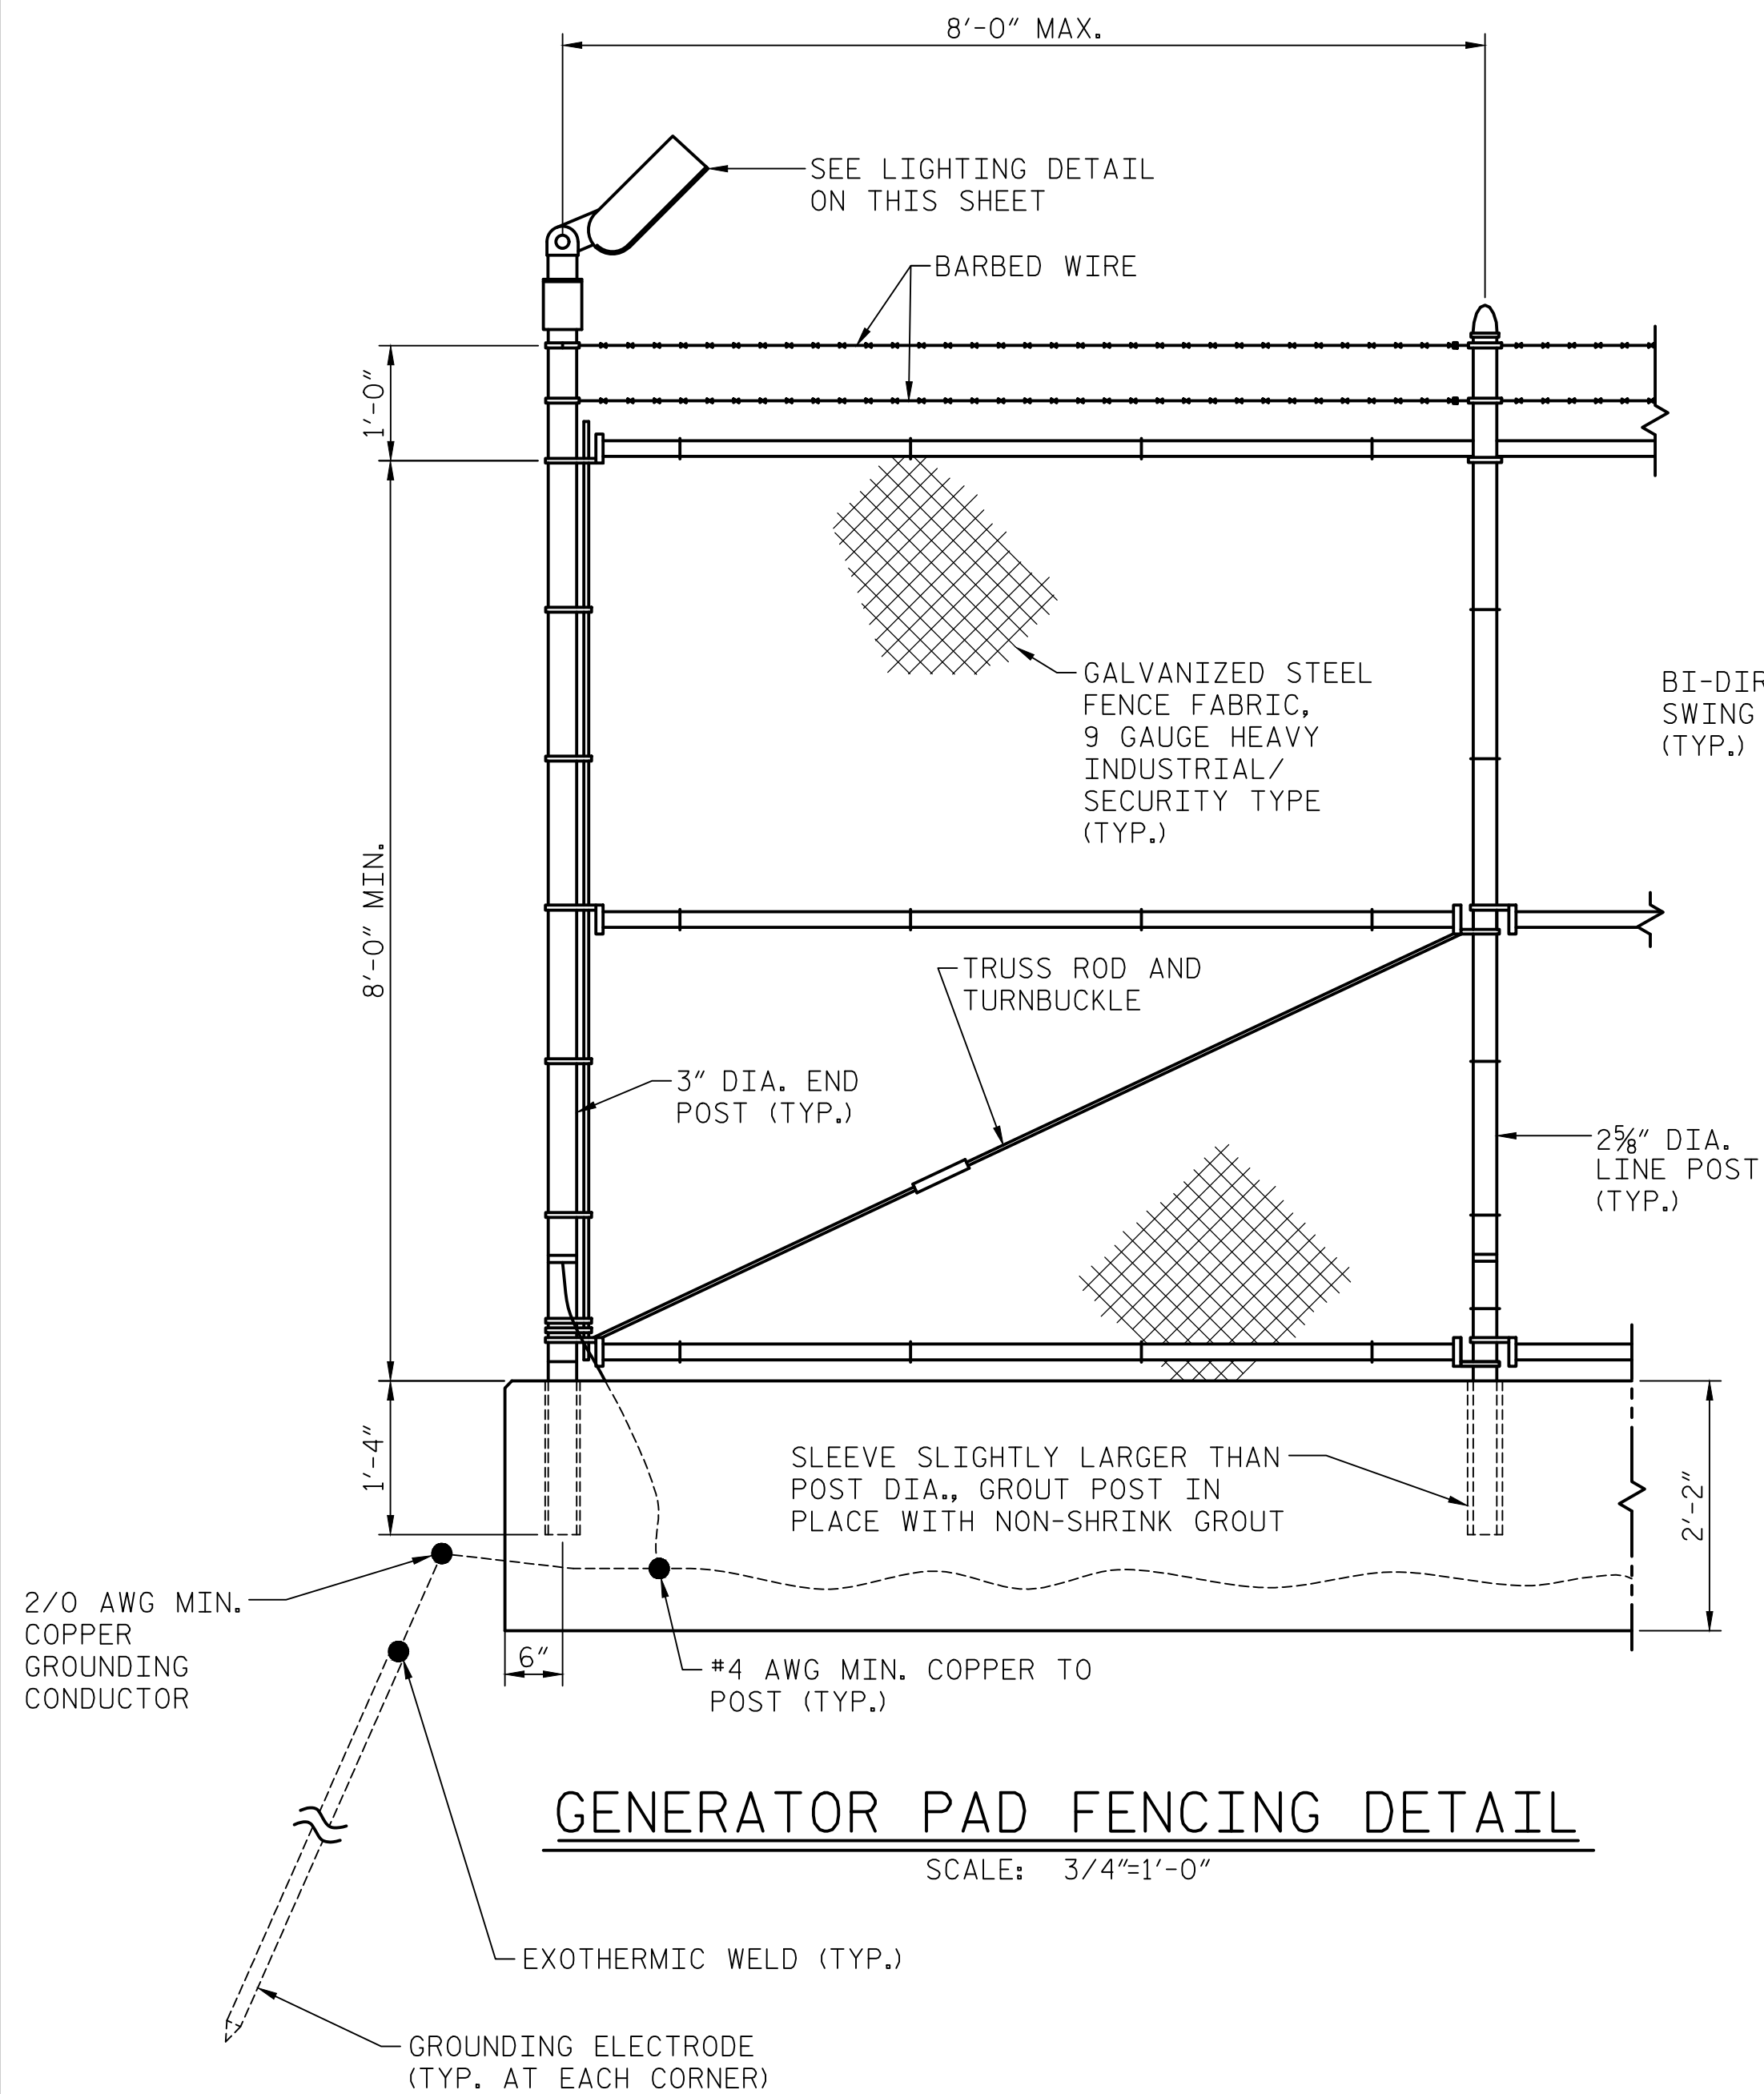 8'-0" MAX.
SEE LIGHTING DETAIL
ON THIS SHEET
BARBED WIRE
1'-0"
GALVANIZED STEEL
FENCE FABRIC,
9 GAUGE HEAVY
INDUSTRIAL/
SECURITY TYPE
(TYP.)
BI-DIR
SWING
(TYP.)
8'-0" MIN.
TRUSS ROD AND
TURNBUCKLE
3" DIA. END
POST (TYP.)
2⅝" DIA.
LINE POST
(TYP.)
1'-4"
SLEEVE SLIGHTLY LARGER THAN
POST DIA., GROUT POST IN
PLACE WITH NON-SHRINK GROUT
2'-2"
2/0 AWG MIN.
COPPER
GROUNDING
CONDUCTOR
6"
#4 AWG MIN. COPPER TO
POST (TYP.)
GENERATOR PAD FENCING DETAIL
SCALE: 3/4"=1'-0"
EXOTHERMIC WELD (TYP.)
GROUNDING ELECTRODE
(TYP. AT EACH CORNER)